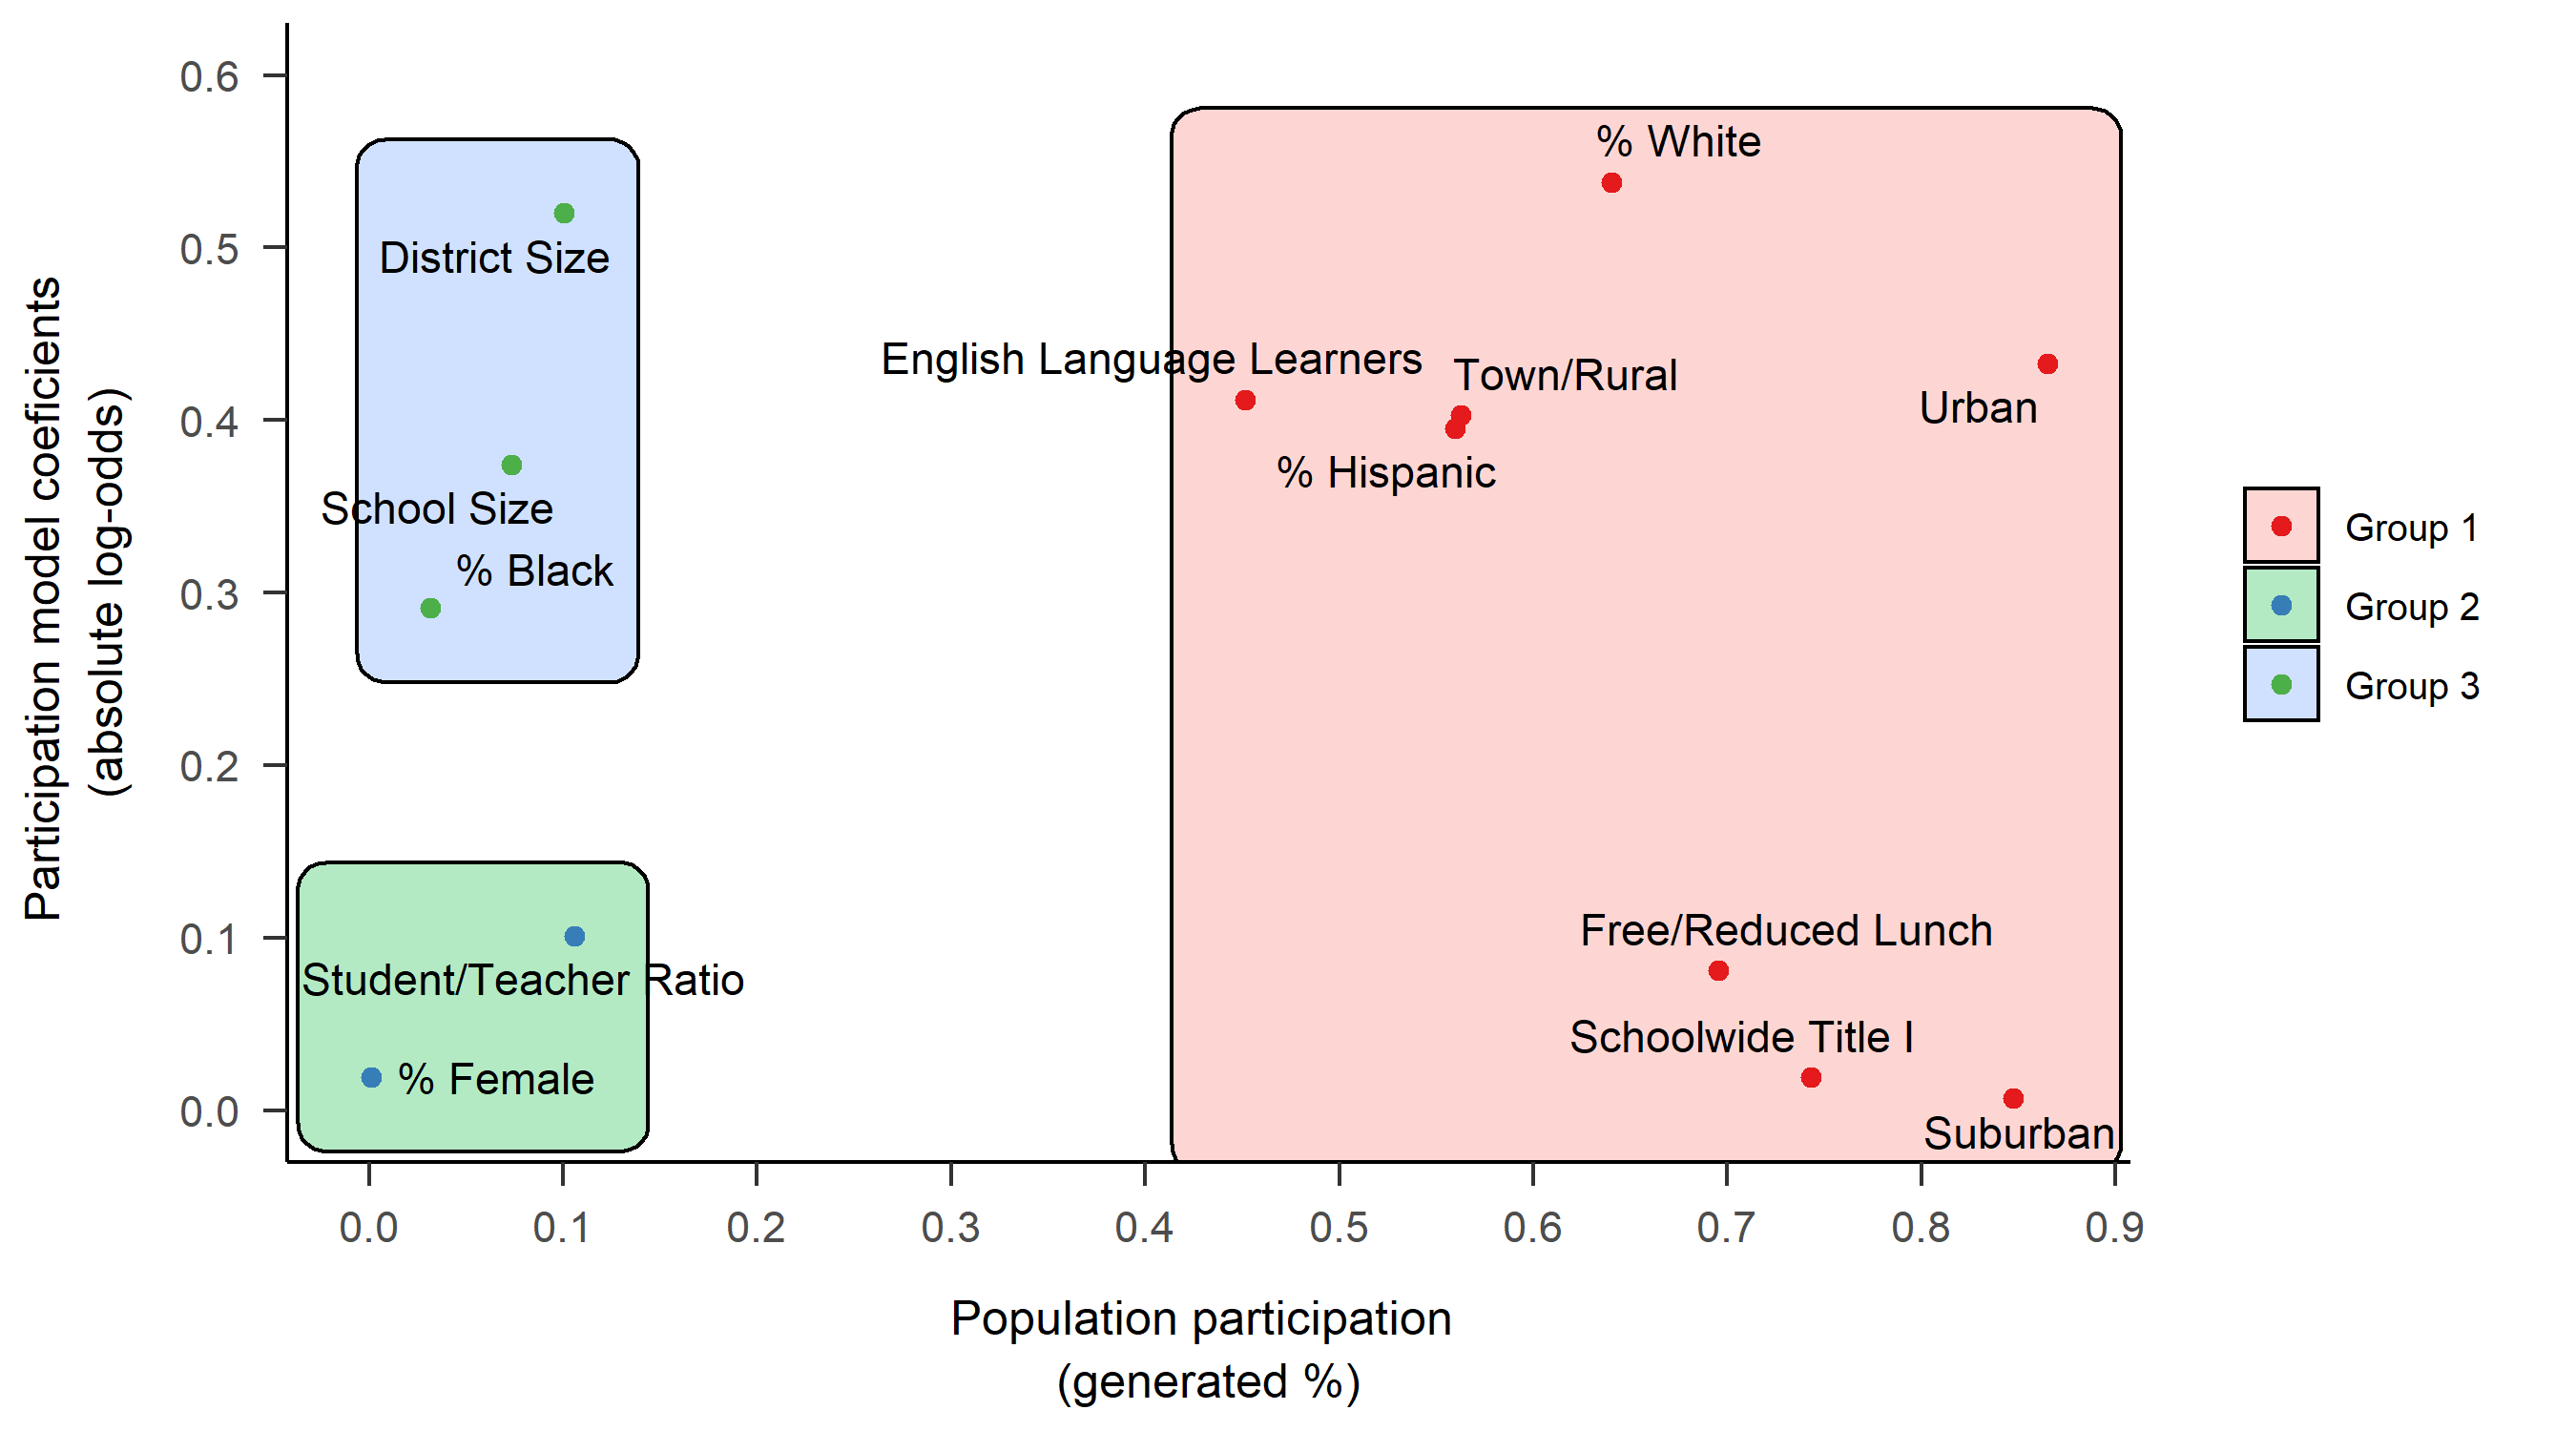 Participation model coeficients
(absolute log-odds)
0.6
0.5
0.4
0.3
0.2
0.1
0.0
% White
District Size
English Language Learners
Town/Rural
Urban
% Hispanic
School Size
% Black
Free/Reduced Lunch
Student/Teacher Ratio
Schoolwide Title I
% Female
Suburban
0.0 0.1 0.2 0.3 0.4 0.5 0.6 0.7 0.8 0.9
Population participation
(generated %)
Group 1
Group 2
Group 3